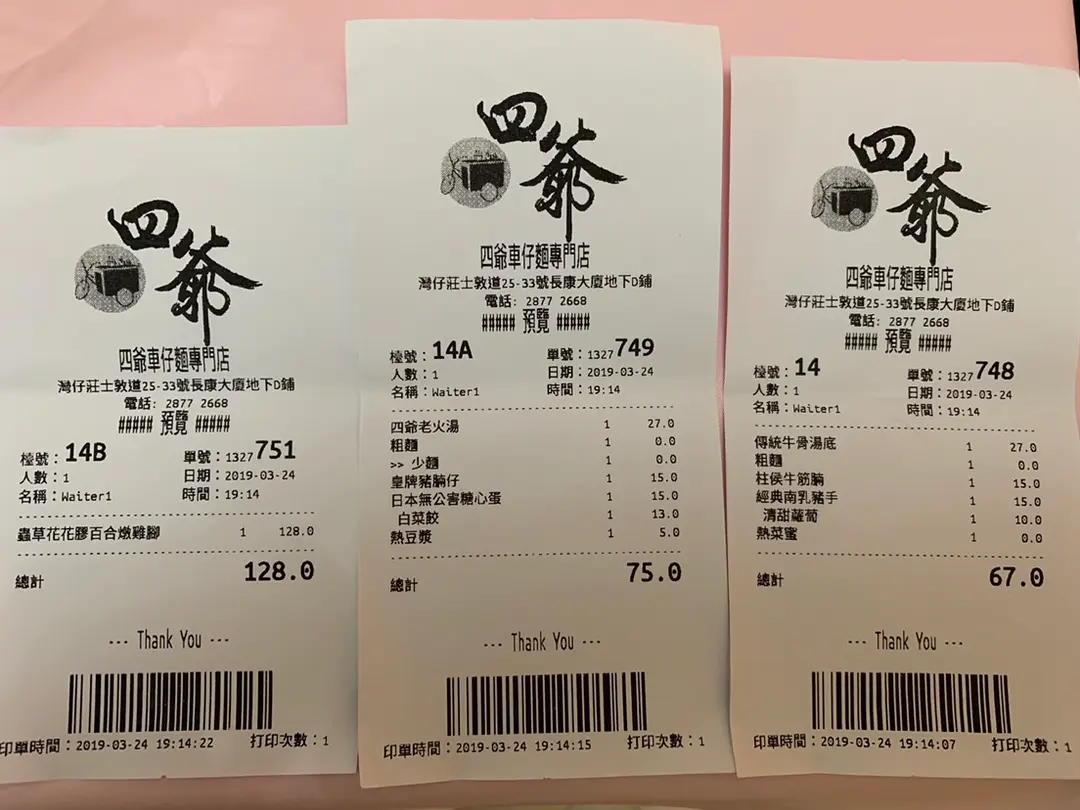 四爺
四爺車仔麵專門店
灣仔莊士敦道25-33號長康大廈地下D鋪
電話: 2877 2668
##### 預覽 #####
檯號：14B 單號：1327751
人數：1 日期：2019-03-24
名稱：Waiter1 時間：19:14
蟲草花花膠百合燉雞腳 1 128.0
總計 128.0
--- Thank You ---
印單時間：2019-03-24 19:14:22 打印次數：1
四爺
四爺車仔麵專門店
灣仔莊士敦道25-33號長康大廈地下D鋪
電話: 2877 2668
##### 預覽 #####
檯號：14A 單號：1327749
人數：1 日期：2019-03-24
名稱：Waiter1 時間：19:14
四爺老火湯 1 27.0
粗麵 1 0.0
>> 少麵 1 0.0
皇牌豬腩仔 1 15.0
日本無公害糖心蛋 1 15.0
白菜餃 1 13.0
熱豆漿 1 5.0
總計 75.0
--- Thank You ---
印單時間：2019-03-24 19:14:15 打印次數：1
四爺
四爺車仔麵專門店
灣仔莊士敦道25-33號長康大廈地下D鋪
電話: 2877 2668
##### 預覽 #####
檯號：14 單號：1327748
人數：1 日期：2019-03-24
名稱：Waiter1 時間：19:14
傳統牛骨湯底 1 27.0
粗麵 1 0.0
柱侯牛筋腩 1 15.0
經典南乳豬手 1 15.0
清甜蘿蔔 1 10.0
熱菜蜜 1 0.0
總計 67.0
--- Thank You ---
印單時間：2019-03-24 19:14:07 打印次數：1